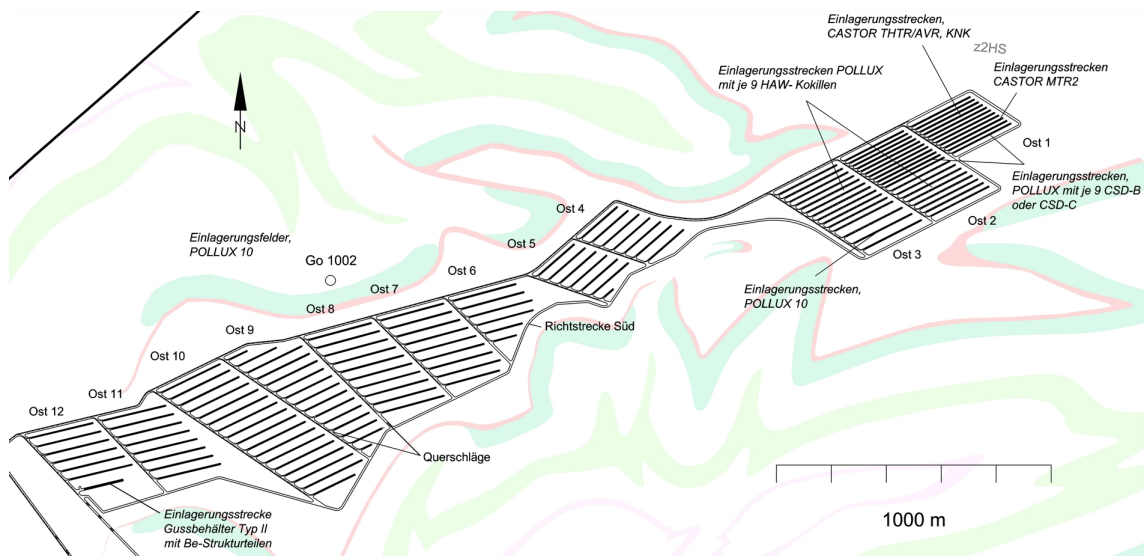 Einlagerungsstrecken,
CASTOR THTR/AVR, KNK
z2HS
Einlagerungsstrecken POLLUX
mit je 9 HAW- Kokillen
Einlagerungsstrecken
CASTOR MTR2
N
Ost 1
Einlagerungsstrecken,
POLLUX mit je 9 CSD-B
oder CSD-C
Ost 2
Ost 3
Ost 4
Ost 5
Einlagerungsfelder,
POLLUX 10
Go 1002
Ost 6
Ost 7
Ost 8
Einlagerungsstrecken,
POLLUX 10
Richtstrecke Süd
Ost 9
Ost 10
Ost 11
Ost 12
Querschläge
Einlagerungsstrecke
Gussbehälter Typ II
mit Be-Strukturteilen
1000 m